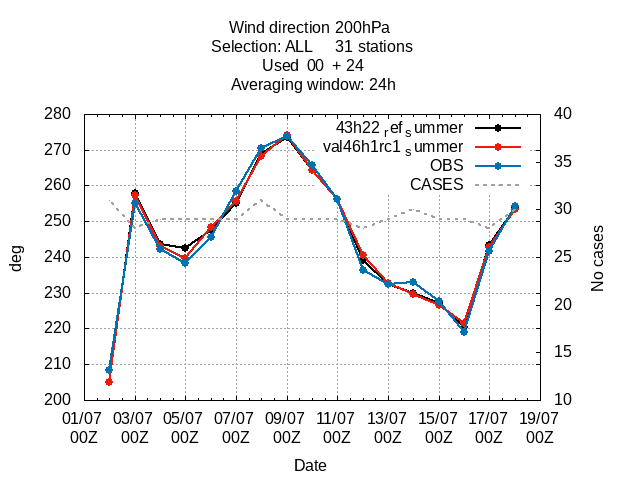 Wind direction 200hPa
Selection: ALL 31 stations
Used 00 + 24
Averaging window: 24h
43h22 ref summer
val46h1rc1 summer
OBS
CASES
280
270
260
250
240
230
220
210
200
40
35
30
25
20
15
10
deg
No cases
01/07 03/07 05/07 07/07 09/07 11/07 13/07 15/07 17/07 19/07
00Z 00Z 00Z 00Z 00Z 00Z 00Z 00Z 00Z 00Z
Date